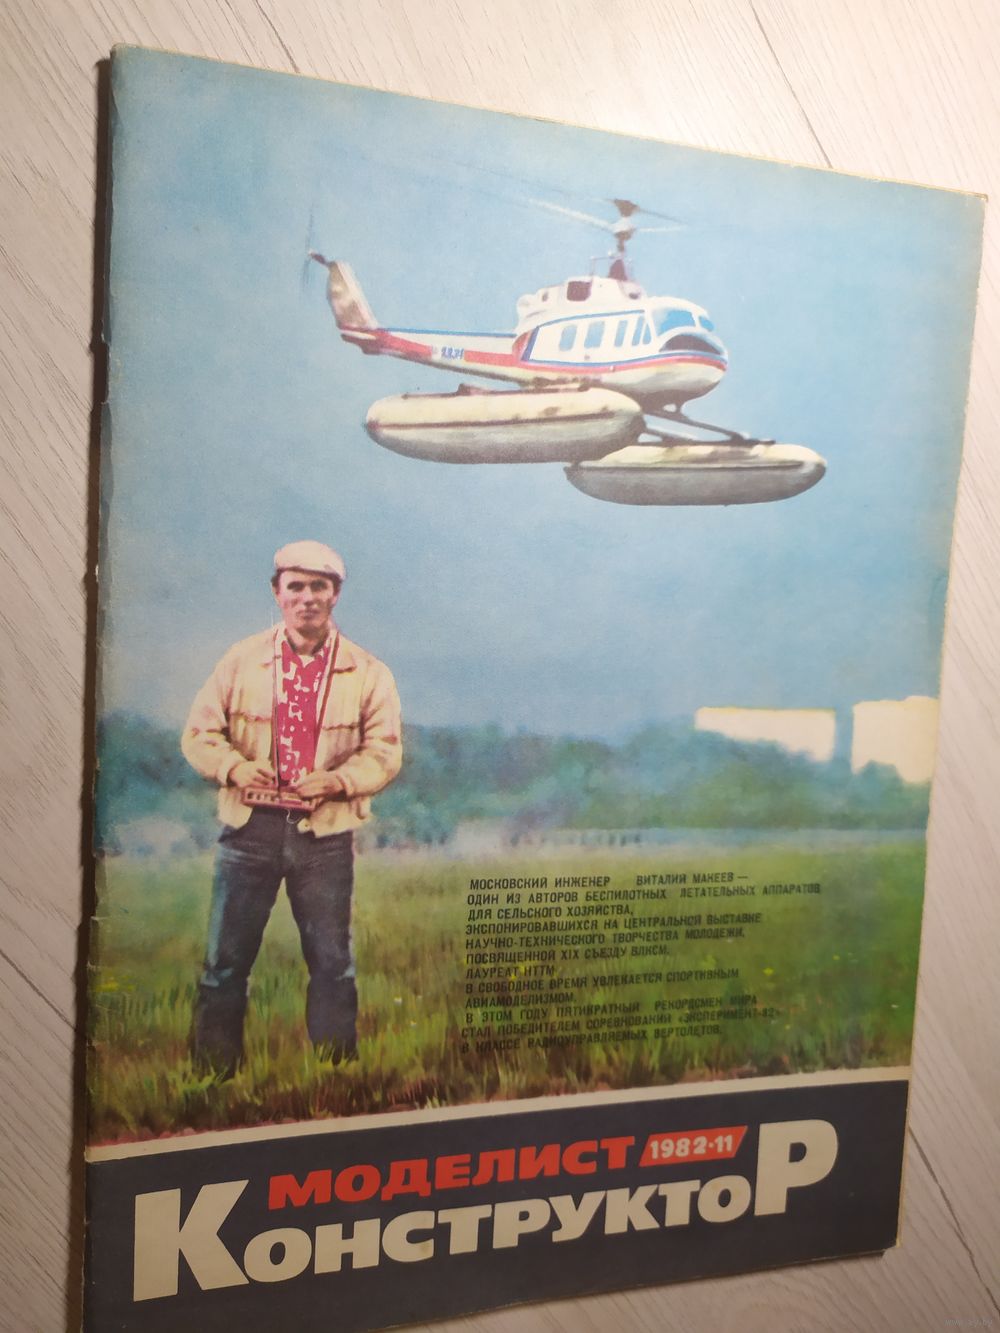 МОСКОВСКИЙ ИНЖЕНЕР ВИТАЛИЙ МАКЕЕВ —
ОДИН ИЗ АВТОРОВ БЕСПИЛОТНЫХ ЛЕТАТЕЛЬНЫХ АППАРАТОВ
ДЛЯ СЕЛЬСКОГО ХОЗЯЙСТВА,
ЭКСПОНИРОВАВШИХСЯ НА ЦЕНТРАЛЬНОЙ ВЫСТАВКЕ
НАУЧНО-ТЕХНИЧЕСКОГО ТВОРЧЕСТВА МОЛОДЕЖИ,
ПОСВЯЩЕННОЙ XIX СЪЕЗДУ ВЛКСМ.
ЛАУРЕАТ НТТМ.
В СВОБОДНОЕ ВРЕМЯ УВЛЕКАЕТСЯ СПОРТИВНЫМ
АВИАМОДЕЛИЗМОМ.
В ЭТОМ ГОДУ ПЯТИКРАТНЫЙ РЕКОРДСМЕН МИРА
СТАЛ ПОБЕДИТЕЛЕМ СОРЕВНОВАНИЙ «ЭКСПЕРИМЕНТ-82»
В КЛАССЕ РАДИОУПРАВЛЯЕМЫХ ВЕРТОЛЕТОВ.
МОДЕЛИСТ 1982·11
КОНСТРУКТОР